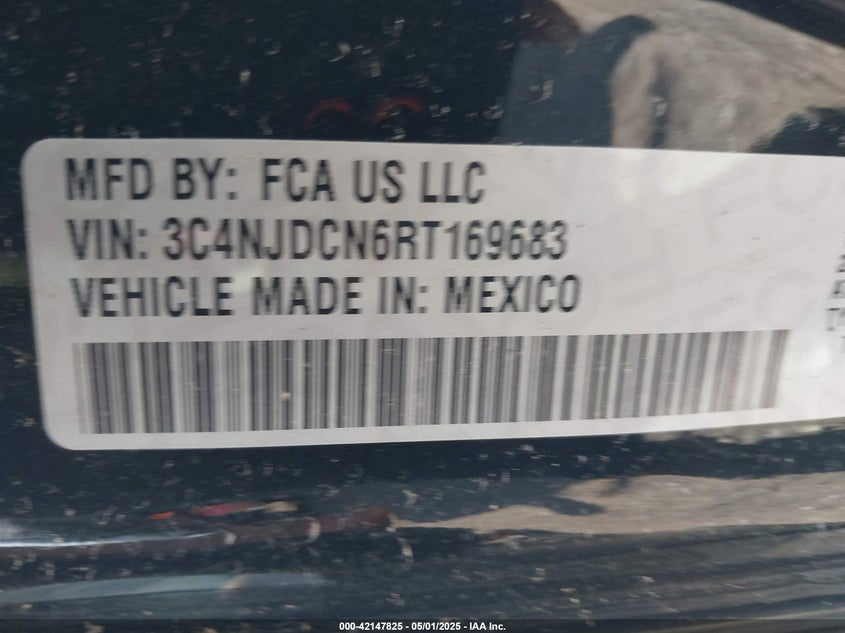 MFD BY: FCA US LLC
VIN: 3C4NJDCN6RT169683
VEHICLE MADE IN: MEXICO
000-42147825 - 05/01/2025 - IAA Inc.